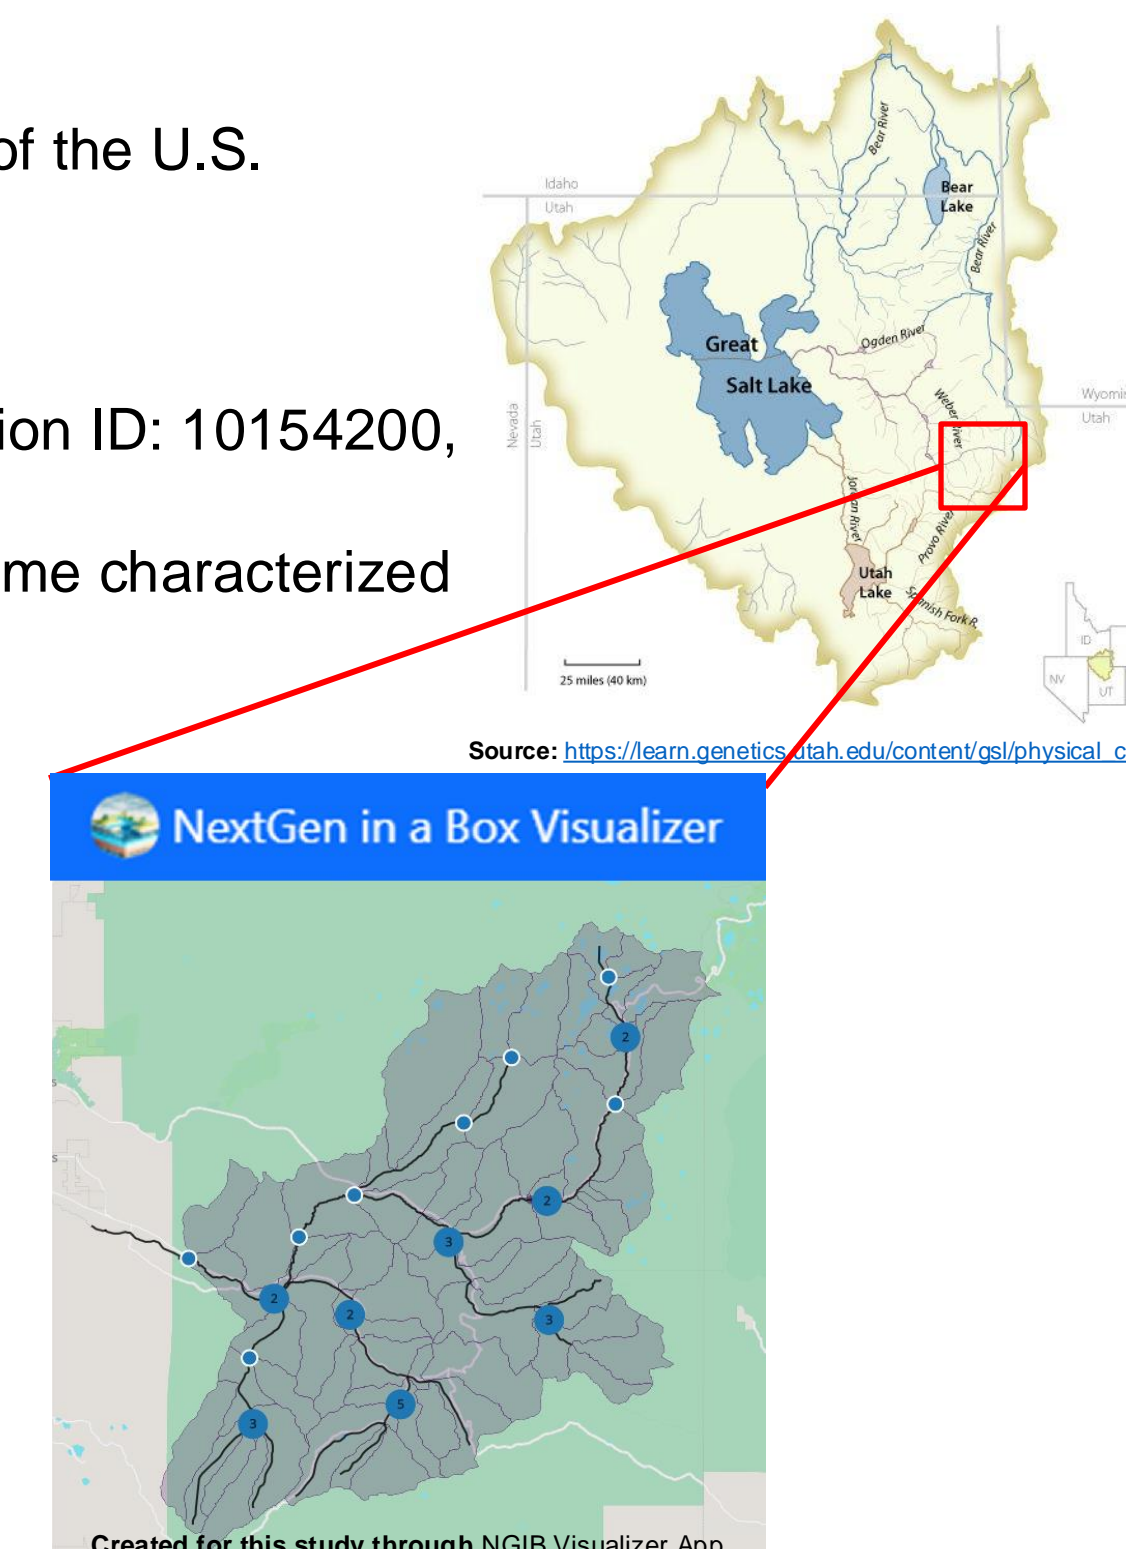 of the U.S.
Bear River
Idaho
Utah
Bear
Lake
Bear River
Great
Salt Lake
Ogden River
Weber River
Wyomi
Utah
Nevada
Utah
tion ID: 10154200,
Jordan River
Provo River
me characterized
Utah
Lake
Spanish Fork R.
25 miles (40 km)
ID
NV
UT
Source: https://learn.genetics.utah.edu/content/gsl/physical_c
NextGen in a Box Visualizer
2
2
3
2
2
3
5
3
Created for this study through NGIB Visualizer App